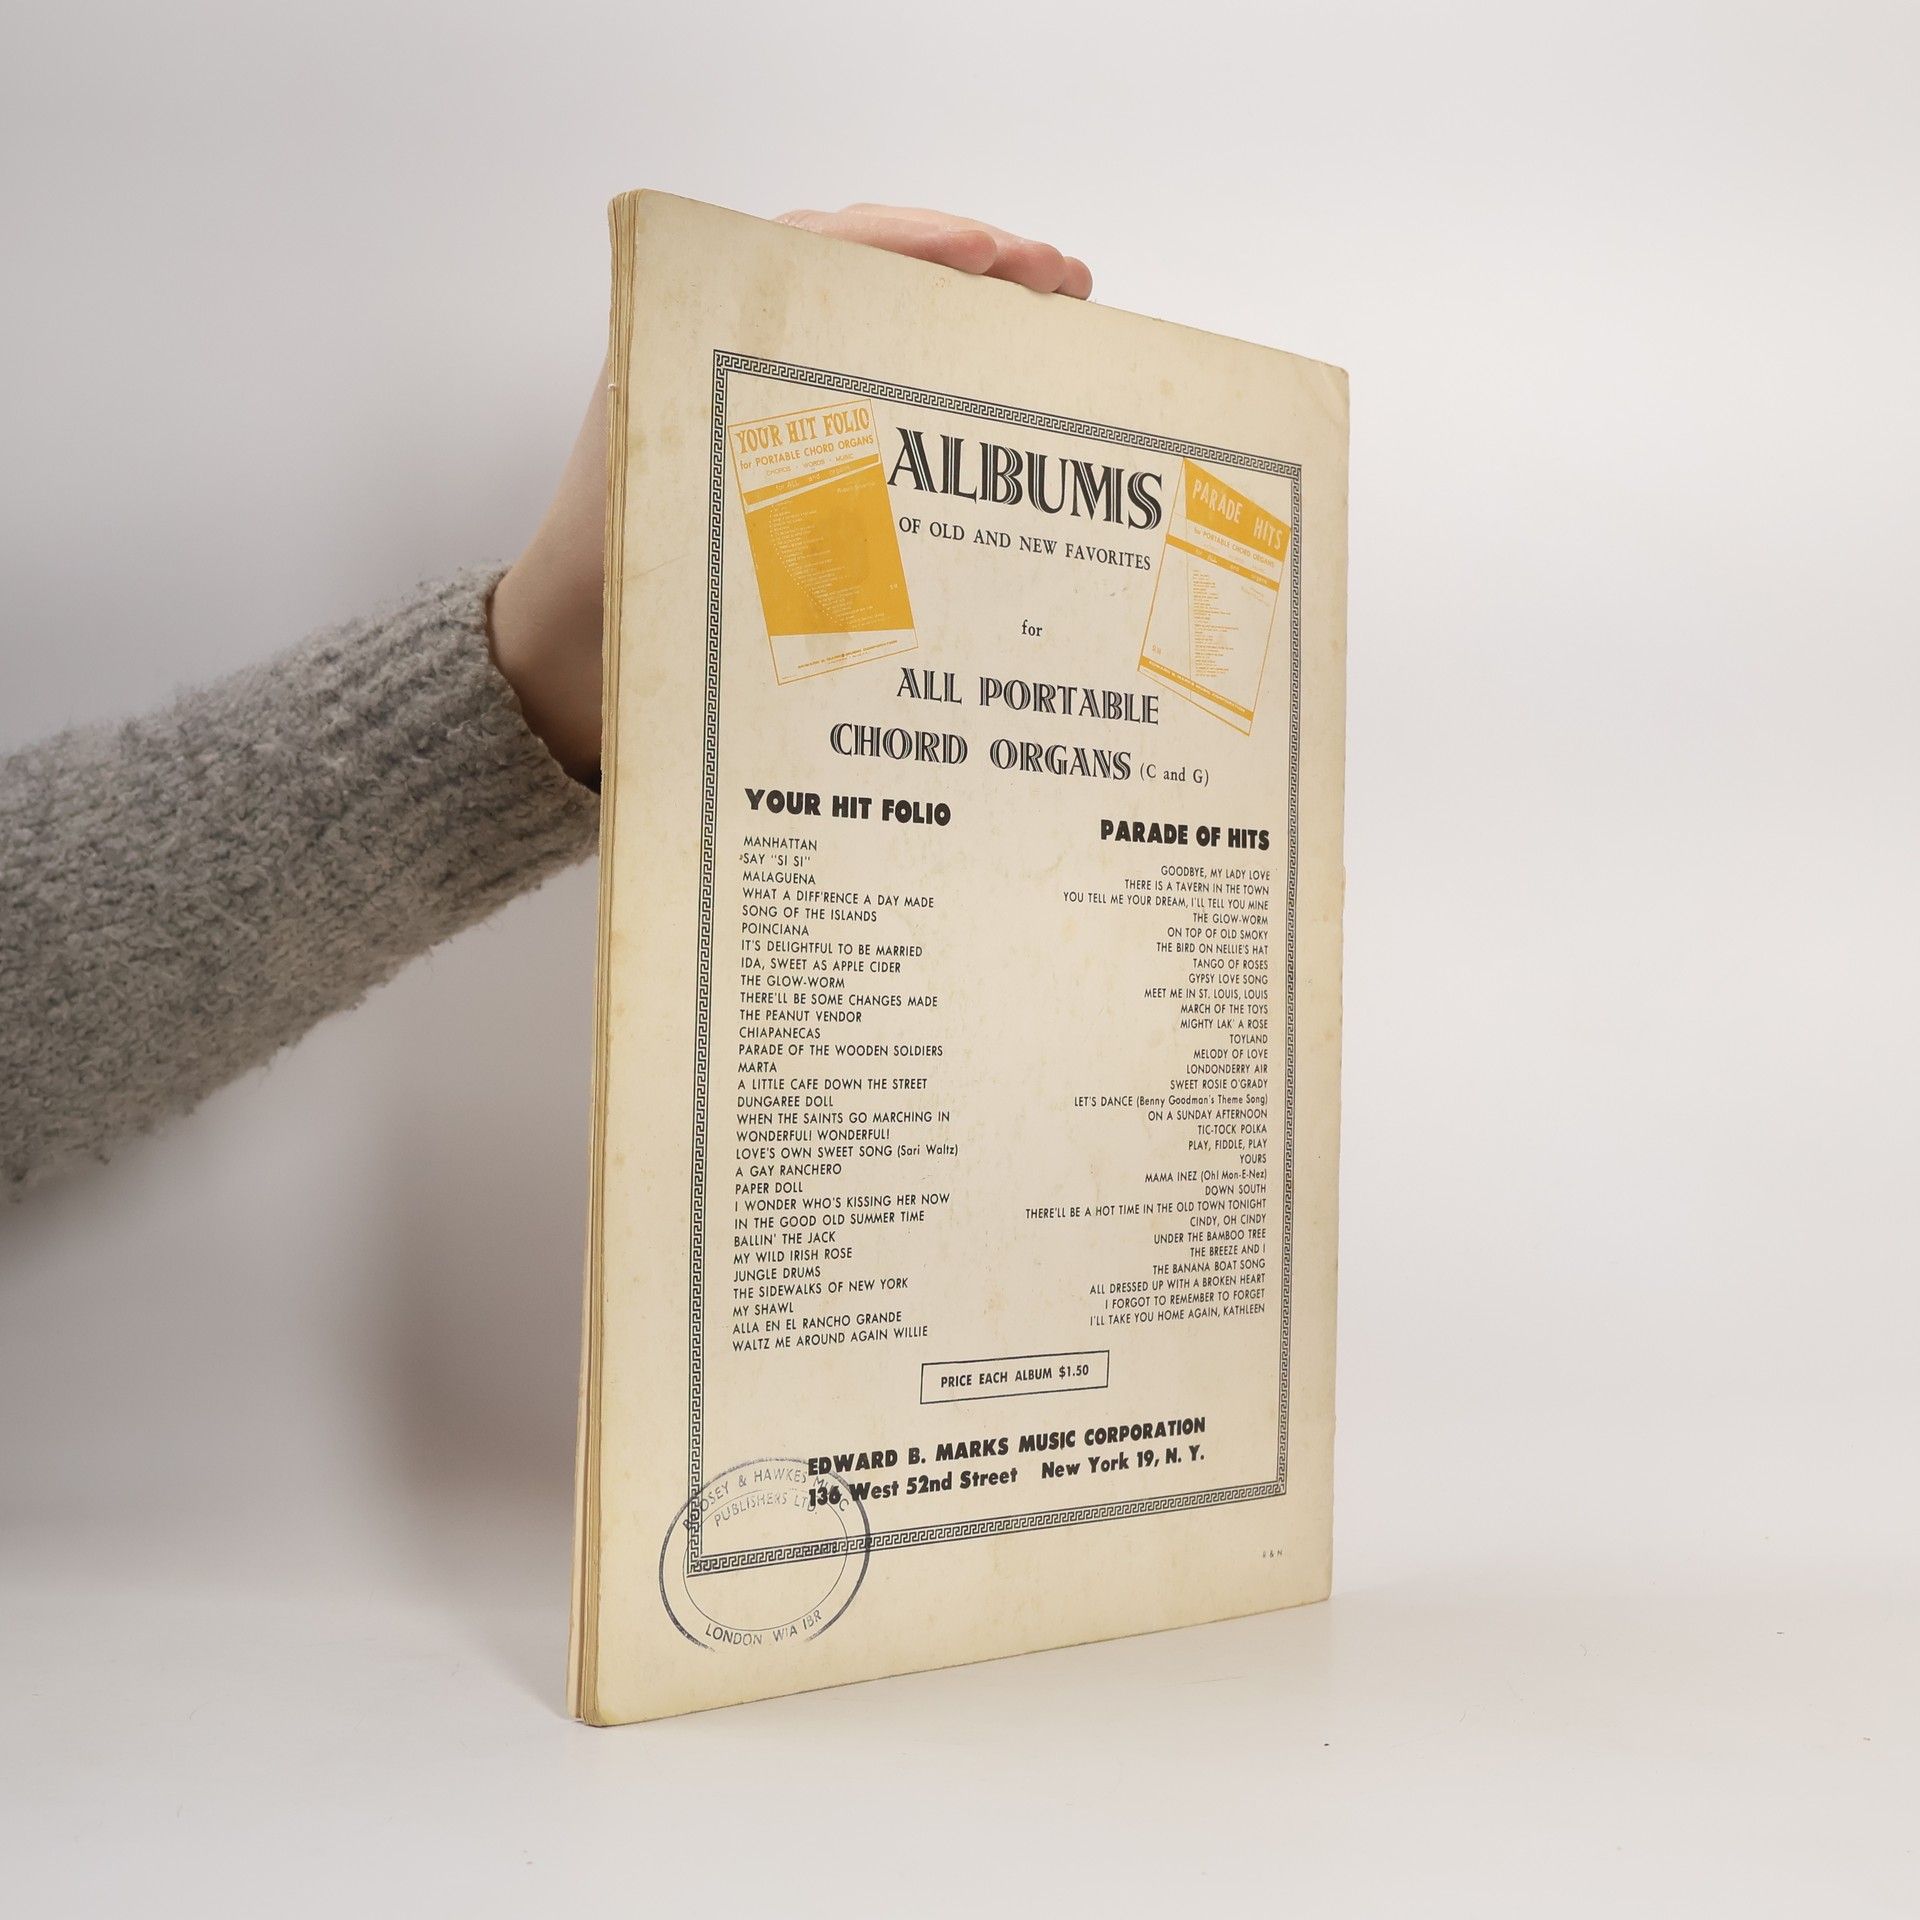 YOUR HIT FOLIO
for PORTABLE CHORD ORGANS
CHORDS - WORDS - MUSIC
for ALL and
ALBUMS
OF OLD AND NEW FAVORITES
for
ALL PORTABLE
CHORD ORGANS (C and G)
PARADE HITS
for PORTABLE CHORD ORGANS
YOUR HIT FOLIO
MANHATTAN
SAY "SI SI"
MALAGUENA
WHAT A DIFF'RENCE A DAY MADE
SONG OF THE ISLANDS
POINCIANA
IT'S DELIGHTFUL TO BE MARRIED
IDA, SWEET AS APPLE CIDER
THE GLOW-WORM
THERE'LL BE SOME CHANGES MADE
THE PEANUT VENDOR
CHIAPANECAS
PARADE OF THE WOODEN SOLDIERS
MARTA
A LITTLE CAFE DOWN THE STREET
DUNGAREE DOLL
WHEN THE SAINTS GO MARCHING IN
WONDERFUL! WONDERFUL!
LOVE'S OWN SWEET SONG (Sari Waltz)
A GAY RANCHERO
PAPER DOLL
I WONDER WHO'S KISSING HER NOW
IN THE GOOD OLD SUMMER TIME
BALLIN' THE JACK
MY WILD IRISH ROSE
JUNGLE DRUMS
THE SIDEWALKS OF NEW YORK
MY SHAWL
ALLA EN EL RANCHO GRANDE
WALTZ ME AROUND AGAIN WILLIE
PARADE OF HITS
GOODBYE, MY LADY LOVE
THERE IS A TAVERN IN THE TOWN
YOU TELL ME YOUR DREAM, I'LL TELL YOU MINE
THE GLOW-WORM
ON TOP OF OLD SMOKY
THE BIRD ON NELLIE'S HAT
TANGO OF ROSES
GYPSY LOVE SONG
MEET ME IN ST. LOUIS, LOUIS
MARCH OF THE TOYS
MIGHTY LAK' A ROSE
TOYLAND
MELODY OF LOVE
LONDONDERRY AIR
SWEET ROSIE O'GRADY
LET'S DANCE (Benny Goodman's Theme Song)
ON A SUNDAY AFTERNOON
TIC-TOCK POLKA
PLAY, FIDDLE, PLAY
YOURS
MAMA INEZ (Oh! Mon-E-Nez)
DOWN SOUTH
THERE'LL BE A HOT TIME IN THE OLD TOWN TONIGHT
CINDY, OH CINDY
UNDER THE BAMBOO TREE
THE BREEZE AND I
THE BANANA BOAT SONG
ALL DRESSED UP WITH A BROKEN HEART
I FORGOT TO REMEMBER TO FORGET
I'LL TAKE YOU HOME AGAIN, KATHLEEN
PRICE EACH ALBUM $1.50
EDWARD B. MARKS MUSIC CORPORATION
136 West 52nd Street New York 19, N. Y.
BOOSEY & HAWKES MUSIC
PUBLISHERS LTD.
LONDON W1A 1BR
R & N